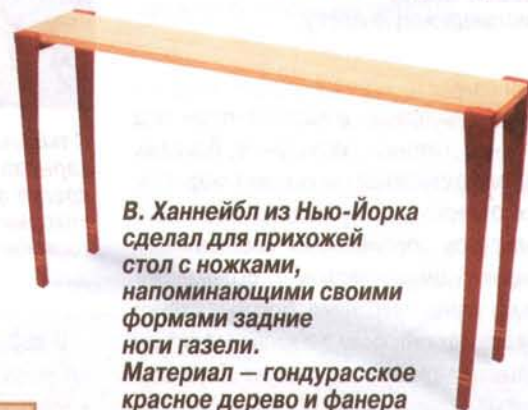 В. Ханнейбл из Нью-Йорка
сделал для прихожей
стол с ножками,
напоминающими своими
формами задние
ноги газели.
Материал — гондурасское
красное дерево и фанера